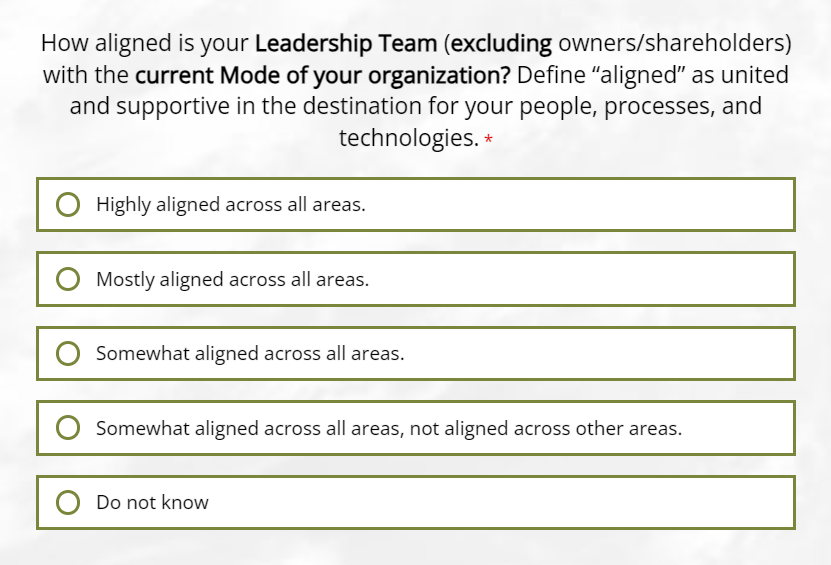 How aligned is your Leadership Team (excluding owners/shareholders)
with the current Mode of your organization? Define “aligned” as united
and supportive in the destination for your people, processes, and
technologies. *
Highly aligned across all areas.
Mostly aligned across all areas.
Somewhat aligned across all areas.
Somewhat aligned across all areas, not aligned across other areas.
Do not know